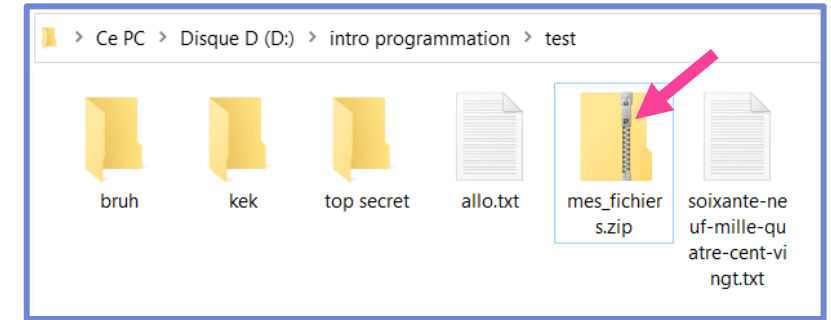 Ce PC > Disque D (D:) > intro programmation > test
bruh
kek
top secret
allo.txt
mes_fichier
s.zip
soixante-ne
uf-mille-qu
atre-cent-vi
ngt.txt